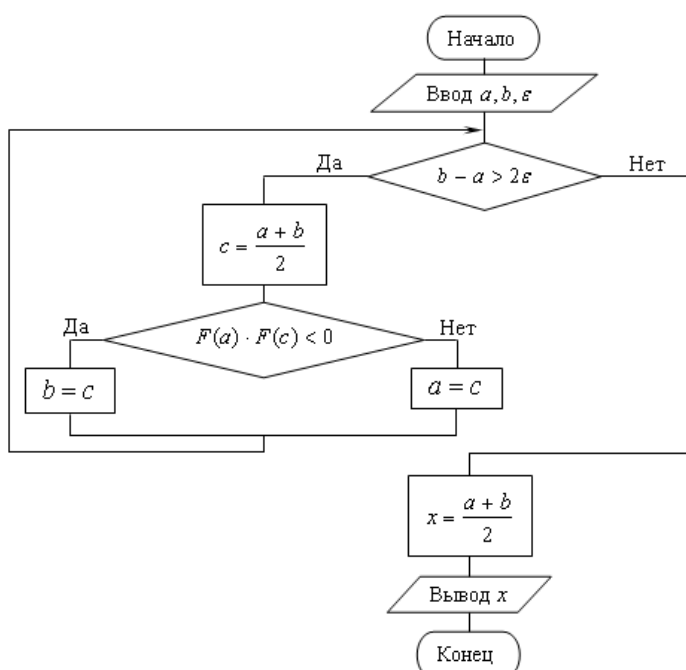 Начало
Ввод a, b, ε
Да
b − a > 2ε
Нет
c = (a + b) / 2
Да
F(a) · F(c) < 0
Нет
b = c
a = c
x = (a + b) / 2
Вывод x
Конец